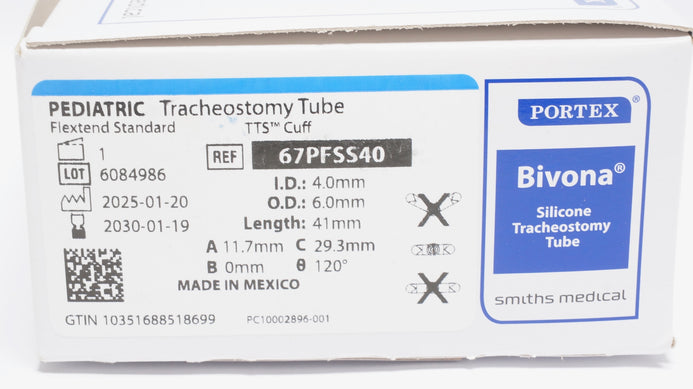 PEDIATRIC Tracheostomy Tube
Flextend Standard TTS™ Cuff
1
REF 67PFSS40
LOT 6084986
2025-01-20
2030-01-19
I.D.: 4.0mm
O.D.: 6.0mm
Length: 41mm
A 11.7mm C 29.3mm
B 0mm θ 120°
MADE IN MEXICO
GTIN 10351688518699 PC10002896-001
PORTEX®
Bivona®
Silicone
Tracheostomy
Tube
smiths medical